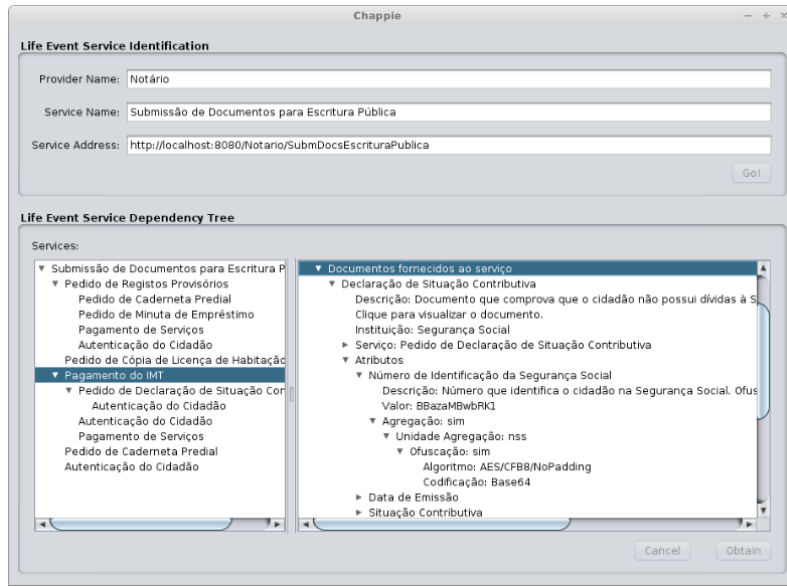 Chappie
Life Event Service Identification
Provider Name: Notário
Service Name: Submissão de Documentos para Escritura Pública
Service Address: http://localhost:8080/Notario/SubmDocsEscrituraPublica
Go!
Life Event Service Dependency Tree
Services:
Submissão de Documentos para Escritura P
Pedido de Registos Provisórios
Pedido de Caderneta Predial
Pedido de Minuta de Empréstimo
Pagamento de Serviços
Autenticação do Cidadão
Pedido de Cópia de Licença de Habitação
Pagamento do IMT
Pedido de Declaração de Situação Con
Autenticação do Cidadão
Autenticação do Cidadão
Pagamento de Serviços
Pedido de Caderneta Predial
Autenticação do Cidadão
Documentos fornecidos ao serviço
Declaração de Situação Contributiva
Descrição: Documento que comprova que o cidadão não possui dívidas à S
Clique para visualizar o documento.
Instituição: Segurança Social
Serviço: Pedido de Declaração de Situação Contributiva
Atributos
Número de Identificação da Segurança Social
Descrição: Número que identifica o cidadão na Segurança Social. Ofus
Valor: BBazaMBwbRK1
Agregação: sim
Unidade Agregação: nss
Ofuscação: sim
Algoritmo: AES/CFB8/NoPadding
Codificação: Base64
Data de Emissão
Situação Contributiva
Cancel
Obtain